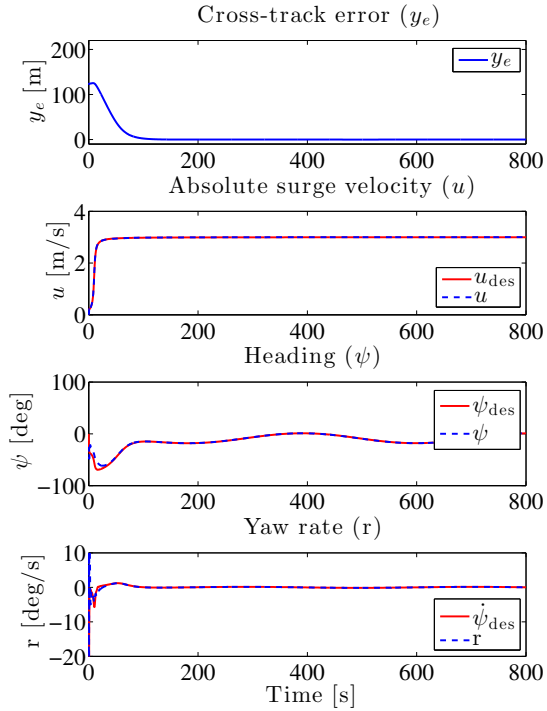 Cross-track error (y_e)
200
100
0
y_e [m]
y_e
0 200 400 600 800
Absolute surge velocity (u)
4
2
0
u [m/s]
u_des
u
0 200 400 600 800
Heading (ψ)
100
0
−100
ψ [deg]
ψ_des
ψ
0 200 400 600 800
Yaw rate (r)
10
0
−10
−20
r [deg/s]
ψ̇_des
r
0 200 400 600 800
Time [s]